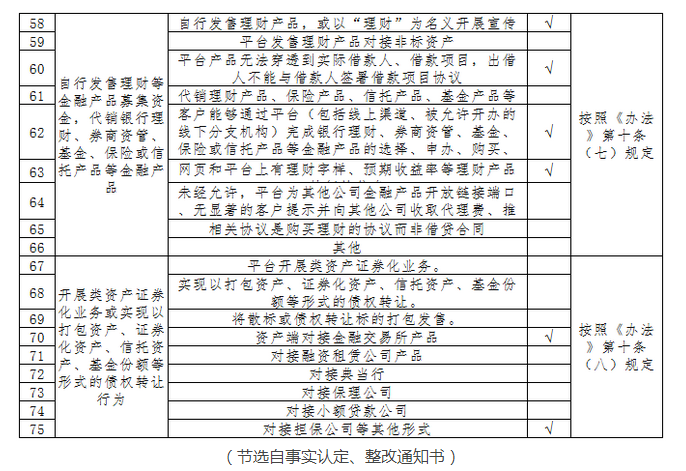 58 自行发售理财产品，或以“理财”为名义开展宣传 √
59 平台发售理财产品对接非标资产
60 平台产品无法穿透到实际借款人、借款项目，出借
人不能与借款人签署借款项目协议 √
自行发售理财等
金融产品募集资
金，代销银行理
财、券商资管、
基金、保险或信
托产品等金融产
品
61 代销理财产品、保险产品、信托产品、基金产品等
62 客户能够通过平台（包括线上渠道、被允许开办的
线下分支机构）完成银行理财、券商资管、基金、
保险或信托产品等金融产品的选择、申办、购买、 √
按照《办法
》第十条
（七）规定
63 网页和平台上有理财字样、预期收益率等理财产品 √
64 未经允许，平台为其他公司金融产品开放链接端口
、无显著的客户提示并向其他公司收取代理费、推
65 相关协议是购买理财的协议而非借贷合同
66 其他
67 平台开展类资产证券化业务。
68 实现以打包资产、证券化资产、信托资产、基金份
额等形式的债权转让。
开展类资产证券
化业务或实现以
打包资产、证券
化资产、信托资
产、基金份额等
形式的债权转让
行为
69 将散标或债权转让标的打包发售。
70 资产端对接金融交易所产品 √
71 对接融资租赁公司产品
按照《办法
》第十条
（八）规定
72 对接典当行
73 对接保理公司
74 对接小额贷款公司
75 对接担保公司等其他形式 √
（节选自事实认定、整改通知书）